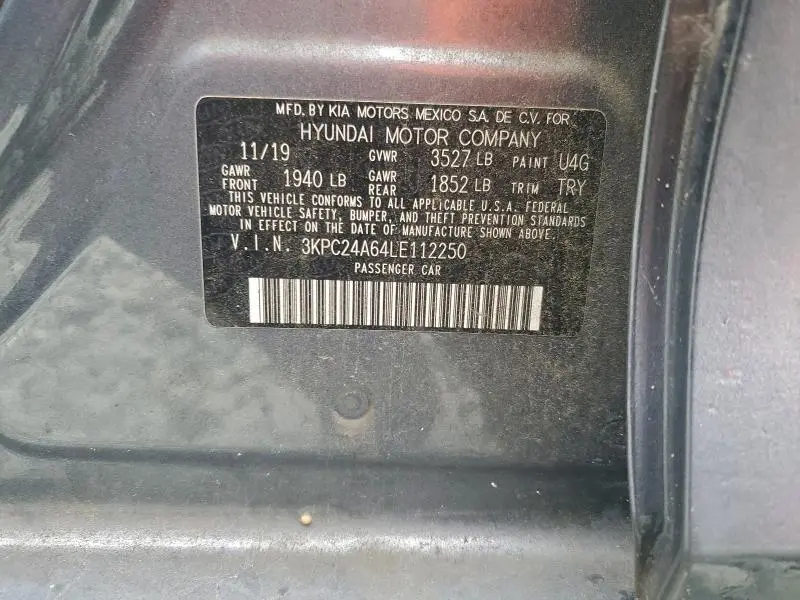 MFD. BY KIA MOTORS MEXICO S.A. DE C.V. FOR
HYUNDAI MOTOR COMPANY
11/19 GVWR 3527 LB PAINT U4G
GAWR FRONT 1940 LB GAWR REAR 1852 LB TRIM TRY
THIS VEHICLE CONFORMS TO ALL APPLICABLE U.S.A. FEDERAL
MOTOR VEHICLE SAFETY, BUMPER, AND THEFT PREVENTION STANDARDS
IN EFFECT ON THE DATE OF MANUFACTURE SHOWN ABOVE.
V.I.N. 3KPC24A64LE112250
PASSENGER CAR